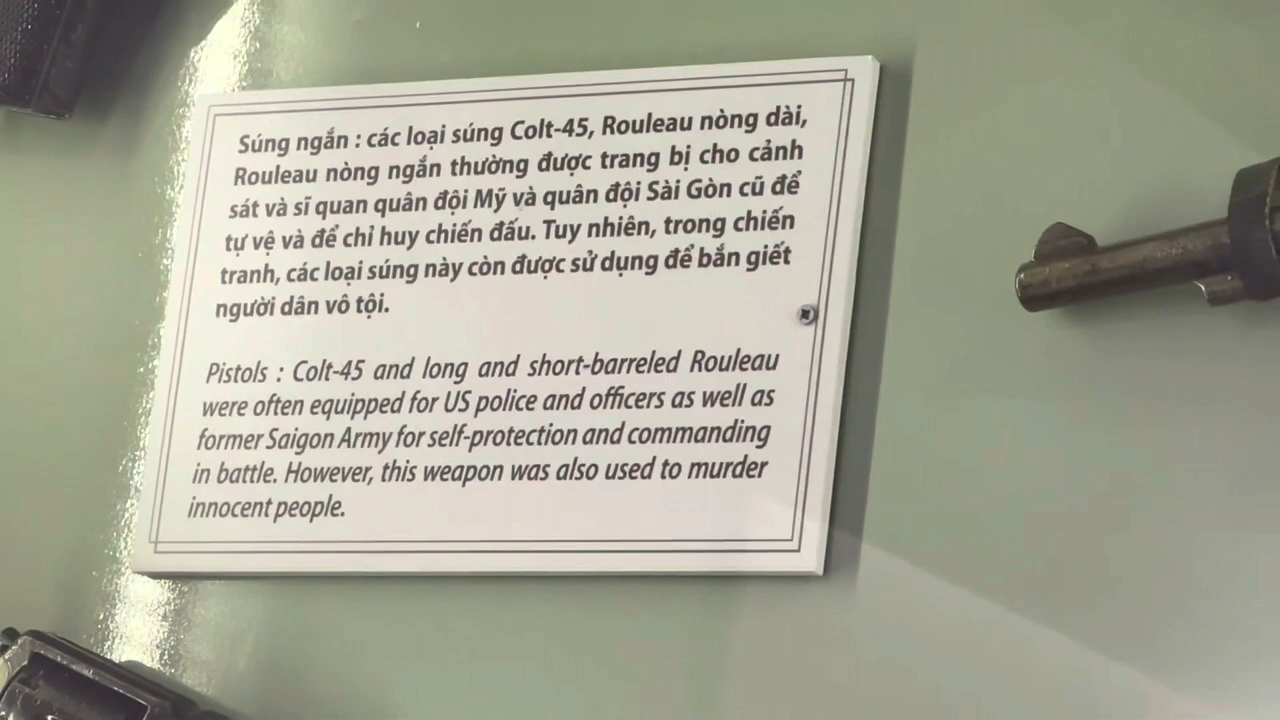 Súng ngắn : các loại súng Colt-45, Rouleau nòng dài,
Rouleau nòng ngắn thường được trang bị cho cảnh
sát và sĩ quan quân đội Mỹ và quân đội Sài Gòn cũ để
tự vệ và để chỉ huy chiến đấu. Tuy nhiên, trong chiến
tranh, các loại súng này còn được sử dụng để bắn giết
người dân vô tội.
Pistols : Colt-45 and long and short-barreled Rouleau
were often equipped for US police and officers as well as
former Saigon Army for self-protection and commanding
in battle. However, this weapon was also used to murder
innocent people.